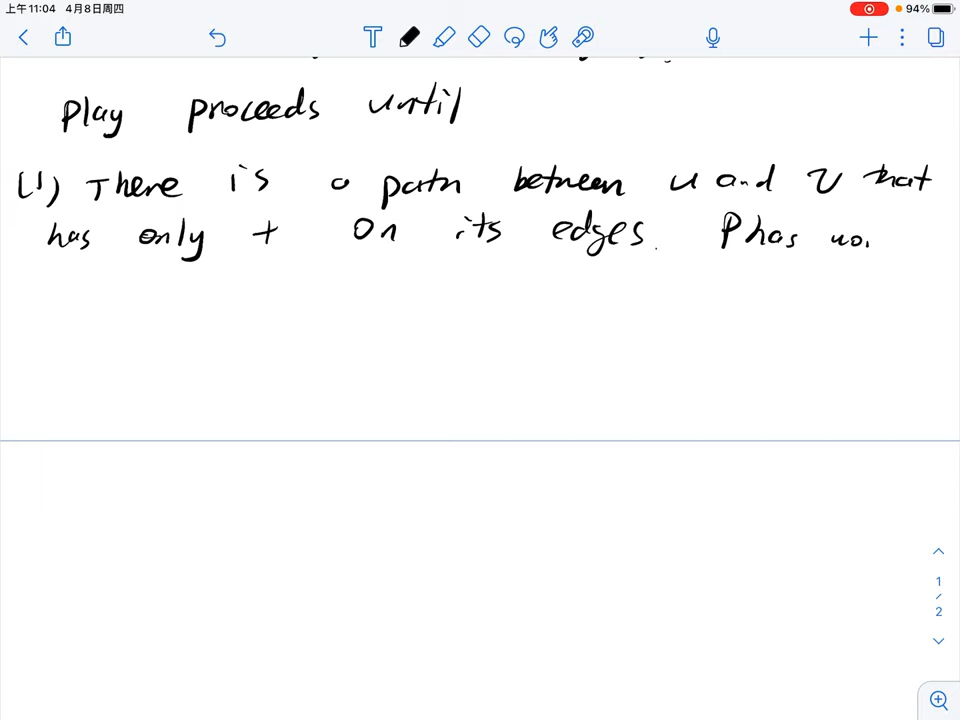 上午11:04 4月8日周四
94%
T
Play proceeds until
(1) There is a path between u and v that
has only + on its edges. P has wo.
1
/
2